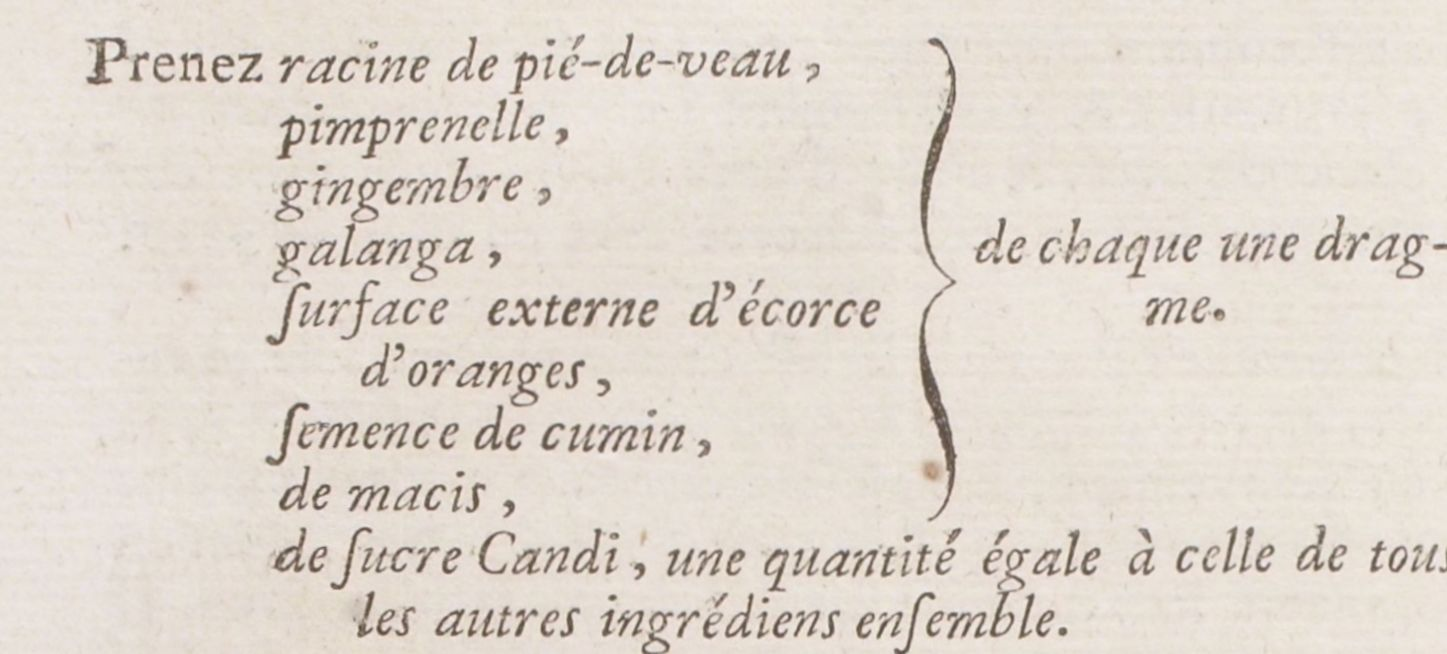 Prenez racine de pié-de-veau,
pimprenelle,
gingembre,
galanga,
ſurface externe d'écorce
d'oranges,
ſemence de cumin,
de macis,
de chaque une drag-
me.
de ſucre Candi, une quantité égale à celle de tous
les autres ingrédiens enſemble.